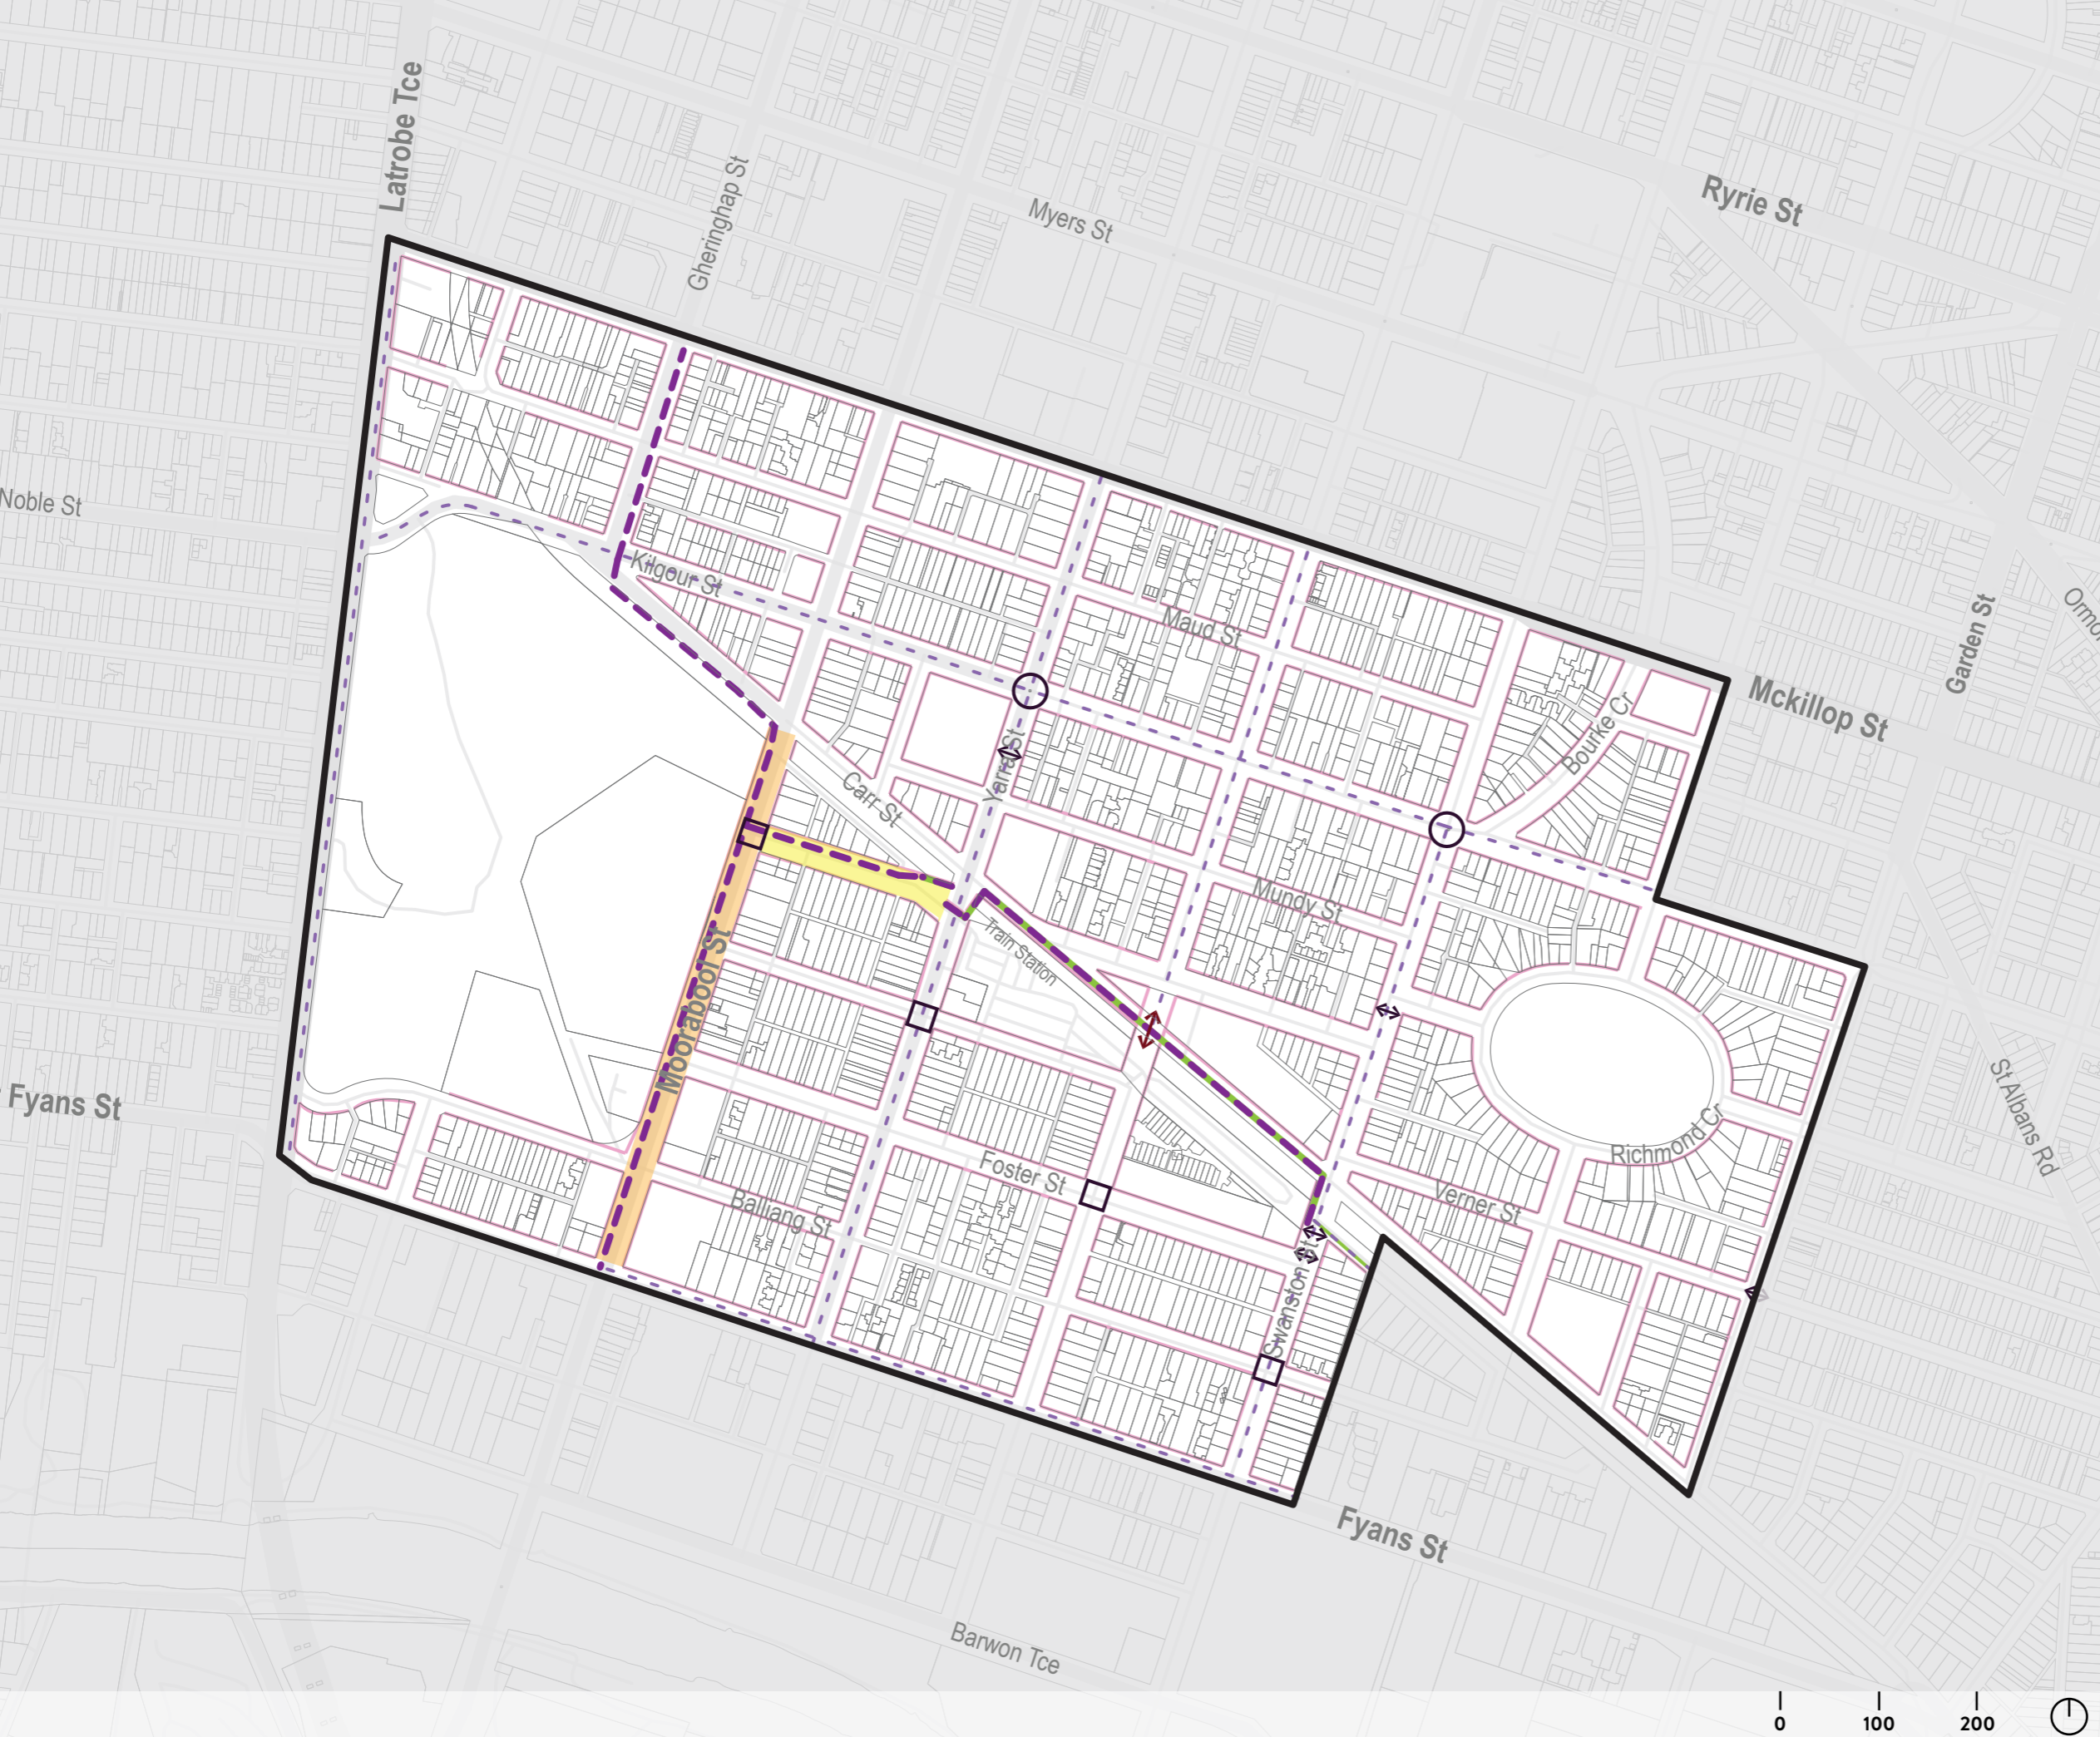 Latrobe Tce
Gheringhap St
Myers St
Ryrie St
Noble St
Kilgour St
Maud St
Garden St
Mckillop St
Bourke Cr
Yarra St
Carr St
Mundy St
Train Station
Moorabool St
Fyans St
St Albans Rd
Richmond Cr
Foster St
Verner St
Balliang St
Swanston St
Fyans St
Barwon Tce
0 100 200